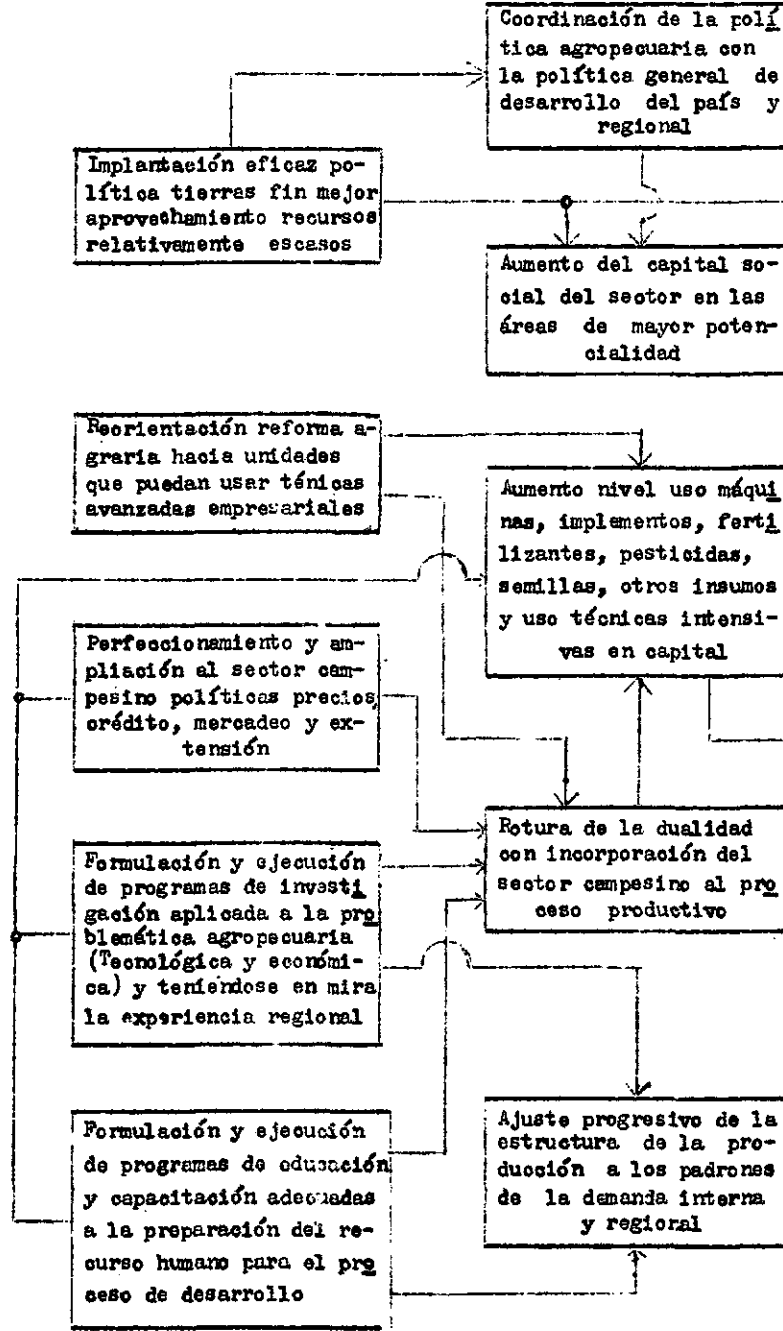 Coordinación de la polí
tica agropecuaria con
la política general de
desarrollo del país y
regional
Implantación eficaz po-
lítica tierras fin mejor
aprovechamiento recursos
relativamente escasos
Aumento del capital so-
cial del sector en las
áreas de mayor poten-
cialidad
Reorientación reforma a-
graria hacia unidades
que puedan usar ténicas
avanzadas empresariales
Aumento nivel uso máqui
nas, implementos, ferti
lizantes, pesticidas,
semillas, otros insumos
y uso técnicas intensi-
vas en capital
Perfeccionamiento y am-
pliación al sector cam-
pesino políticas precios,
crédito, mercadeo y ex-
tensión
Rotura de la dualidad
con incorporación del
sector campesino al pro
ceso productivo
Formulación y ejecución
de programas de investi
gación aplicada a la pro
blemática agropecuaria
(Tecnológica y económi-
ca) y teniéndose en mira
la experiencia regional
Formulación y ejecución
de programas de educación
y capacitación adecuadas
a la preparación del re-
curso humano para el pro
ceso de desarrollo
Ajuste progresivo de la
estructura de la pro-
ducción a los padrones
de la demanda interna
y regional